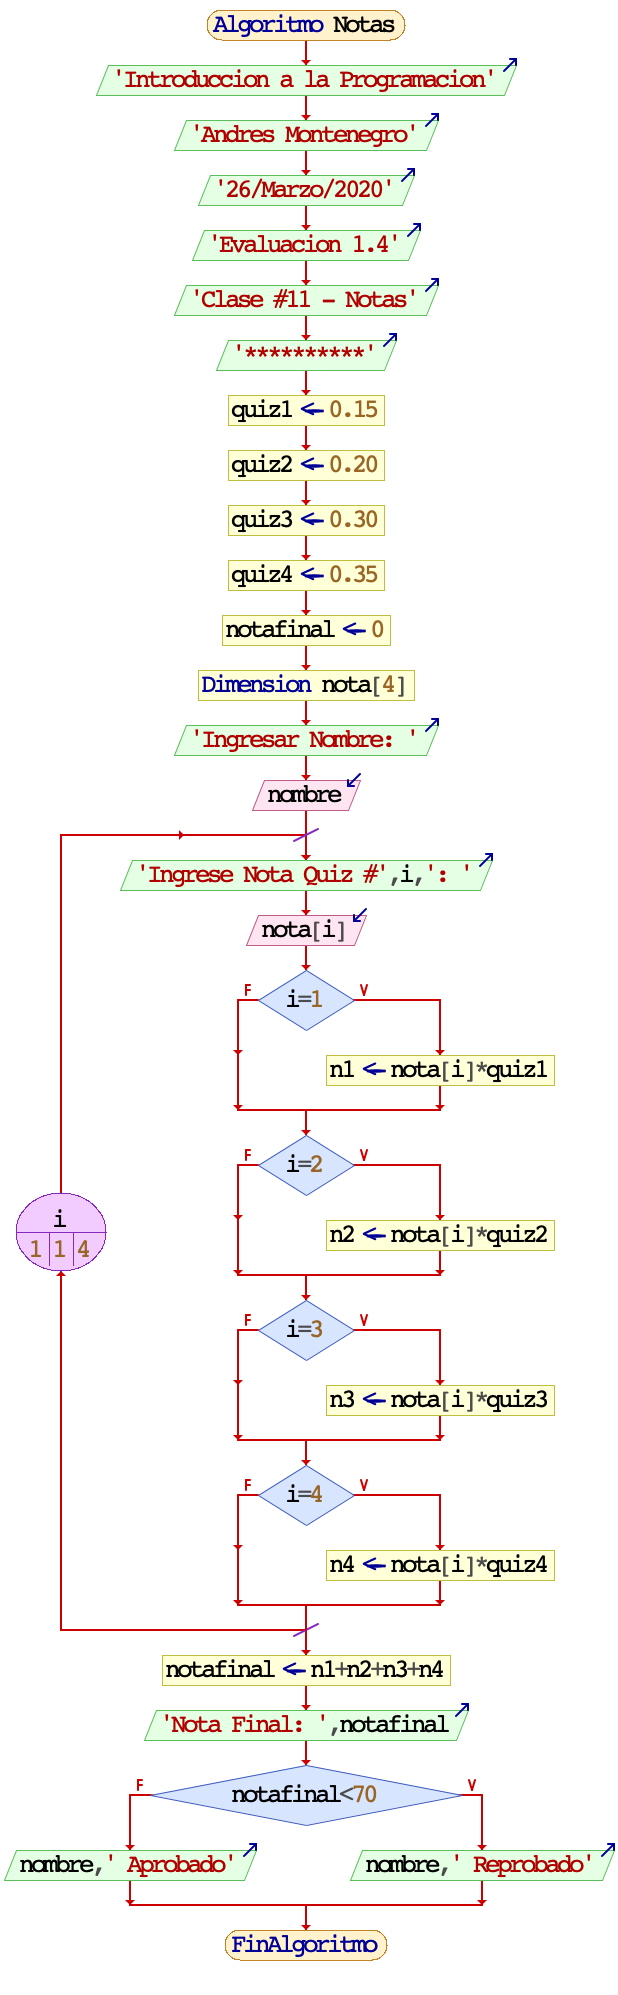 Algoritmo Notas
'Introduccion a la Programacion'
'Andres Montenegro'
'26/Marzo/2020'
'Evaluacion 1.4'
'Clase #11 - Notas'
'**********'
quiz1 ← 0.15
quiz2 ← 0.20
quiz3 ← 0.30
quiz4 ← 0.35
notafinal ← 0
Dimension nota[4]
'Ingresar Nombre: '
nombre
'Ingrese Nota Quiz #',i,': '
nota[i]
F i=1 V
n1 ← nota[i]*quiz1
F i=2 V
i
1 1 4
n2 ← nota[i]*quiz2
F i=3 V
n3 ← nota[i]*quiz3
F i=4 V
n4 ← nota[i]*quiz4
notafinal ← n1+n2+n3+n4
'Nota Final: ',notafinal
F notafinal<70 V
nombre,' Aprobado'
nombre,' Reprobado'
FinAlgoritmo